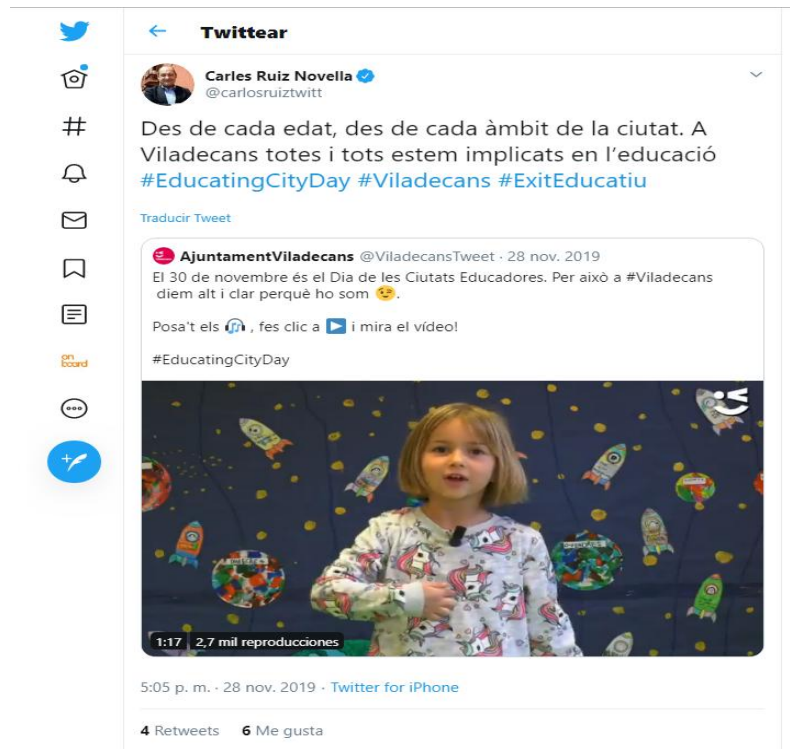 Twittear
Carles Ruiz Novella
@carlosruiztwitt
Des de cada edat, des de cada àmbit de la ciutat. A
Viladecans totes i tots estem implicats en l'educació
#EducatingCityDay #Viladecans #ExitEducatiu
Traducir Tweet
AjuntamentViladecans @ViladecansTweet · 28 nov. 2019
El 30 de novembre és el Dia de les Ciutats Educadores. Per això a #Viladecans
diem alt i clar perquè ho som 😉.
Posa't els 🎧 , fes clic a ▶️ i mira el vídeo!
#EducatingCityDay
on
board
1:17 2,7 mil reproducciones
5:05 p. m. · 28 nov. 2019 · Twitter for iPhone
4 Retweets 6 Me gusta